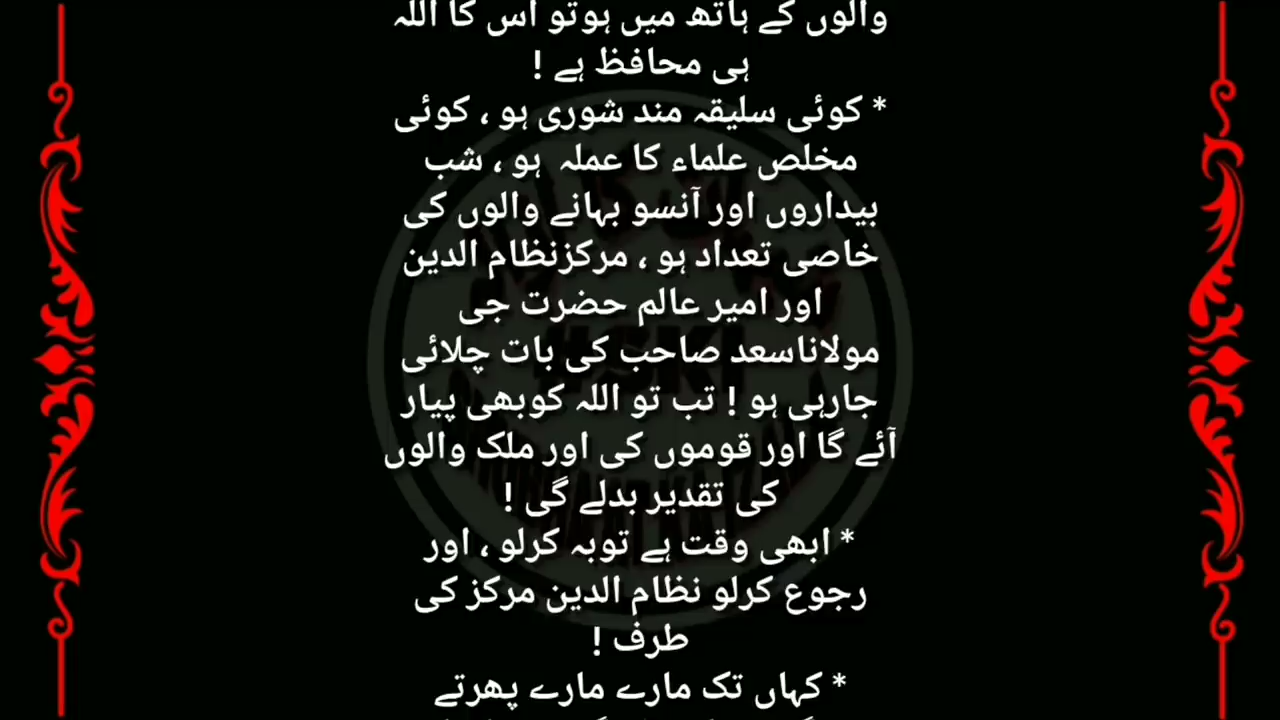 والوں کے ہاتھ میں ہوتو اس کا اللہ
ہی محافظ ہے !
* کوئی سلیقہ مند شوری ہو ، کوئی
مخلص علماء کا عملہ ہو ، شب
بیداروں اور آنسو بہانے والوں کی
خاصی تعداد ہو ، مرکزنظام الدین
اور امیر عالم حضرت جی
مولاناسعد صاحب کی بات چلائی
جارہی ہو ! تب تو اللہ کوبھی پیار
آئے گا اور قوموں کی اور ملک والوں
کی تقدیر بدلے گی !
* ابھی وقت ہے توبہ کرلو ، اور
رجوع کرلو نظام الدین مرکز کی
طرف !
* کہاں تک مارے مارے پھرتے